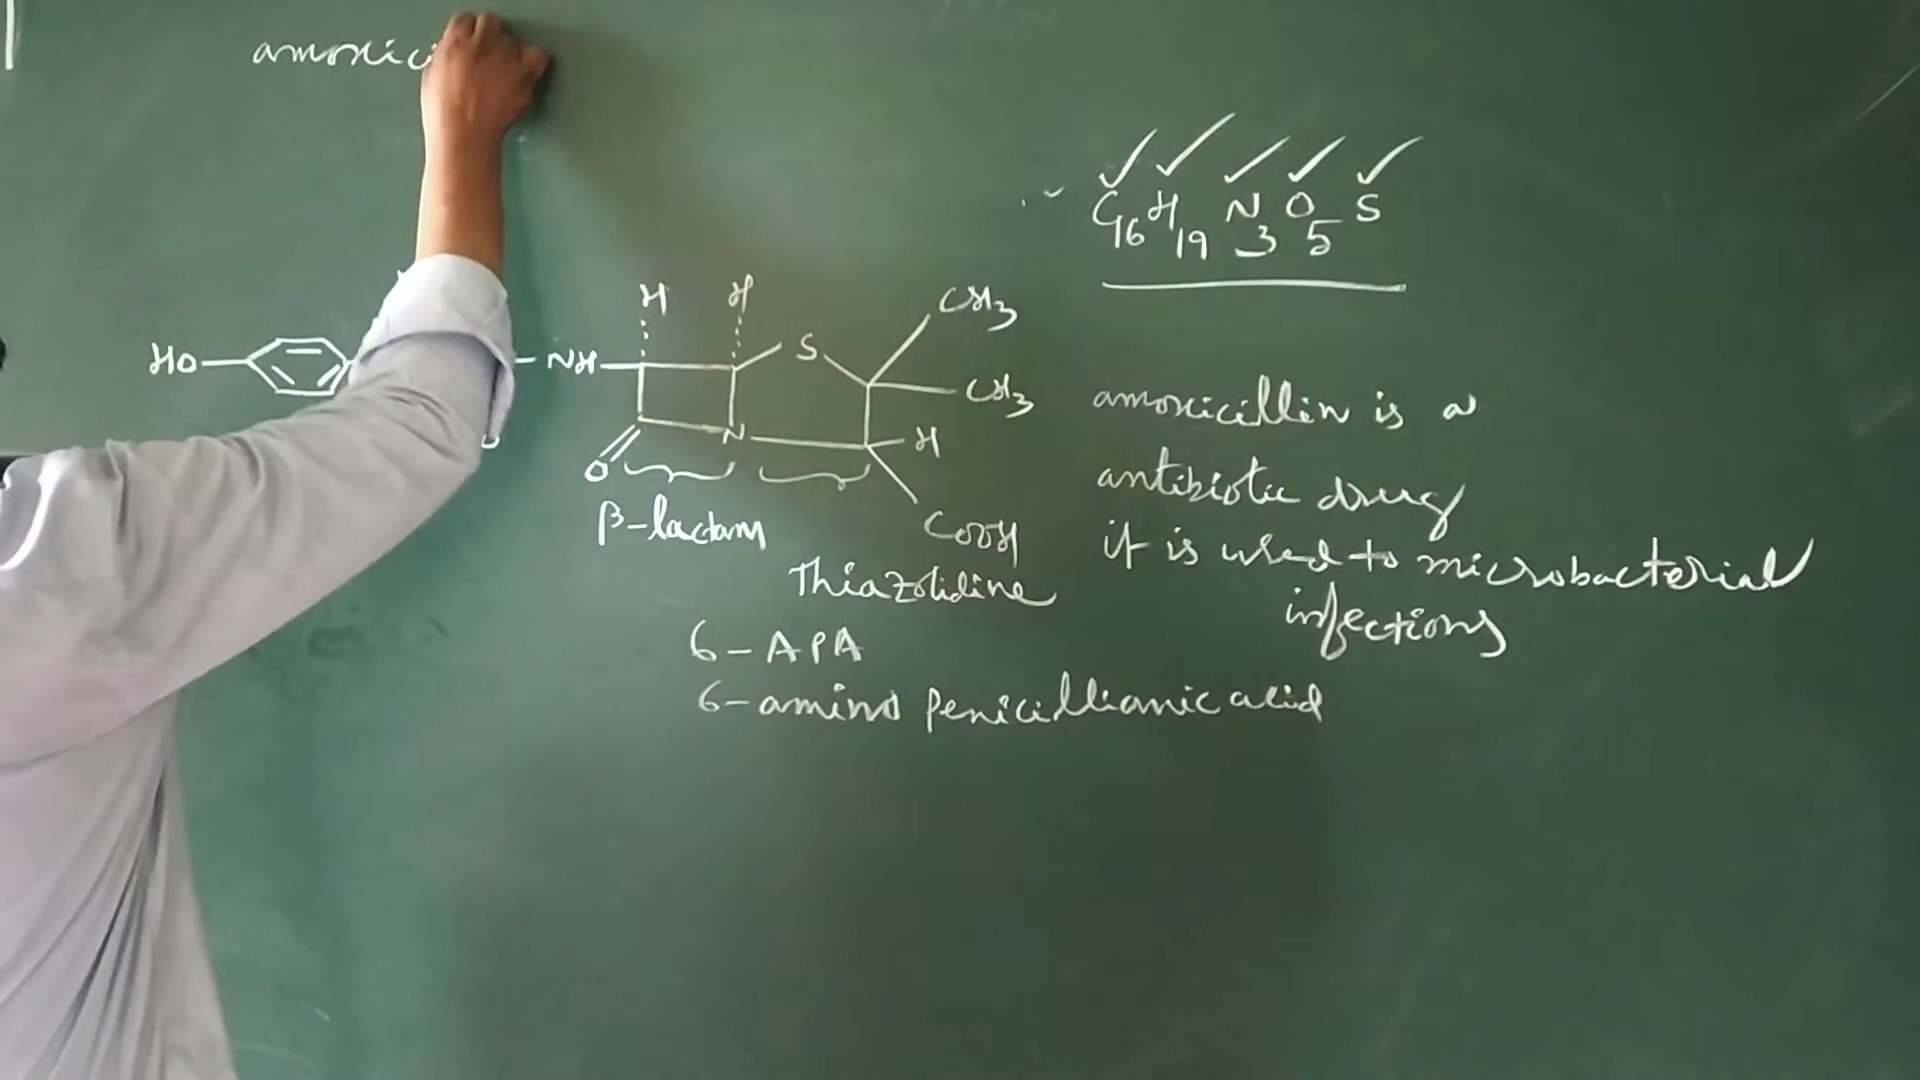 amoxici
C16 H19 N3 O5 S
H H CH3
HO NH S CH3
N H
O
β-lactam COOH
Thiazolidine
6-APA
6-amino penicillianic acid
amoxicillin is a
antibiotic drug
it is used to microbacterial
infections